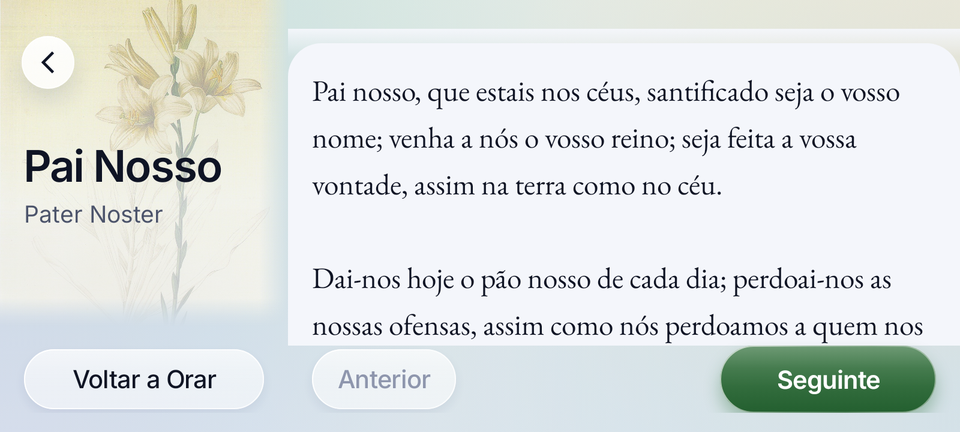 Pai Nosso
Pater Noster
Voltar a Orar
Pai nosso, que estais nos céus, santificado seja o vosso
nome; venha a nós o vosso reino; seja feita a vossa
vontade, assim na terra como no céu.
Dai-nos hoje o pão nosso de cada dia; perdoai-nos as
nossas ofensas, assim como nós perdoamos a quem nos
Anterior
Seguinte